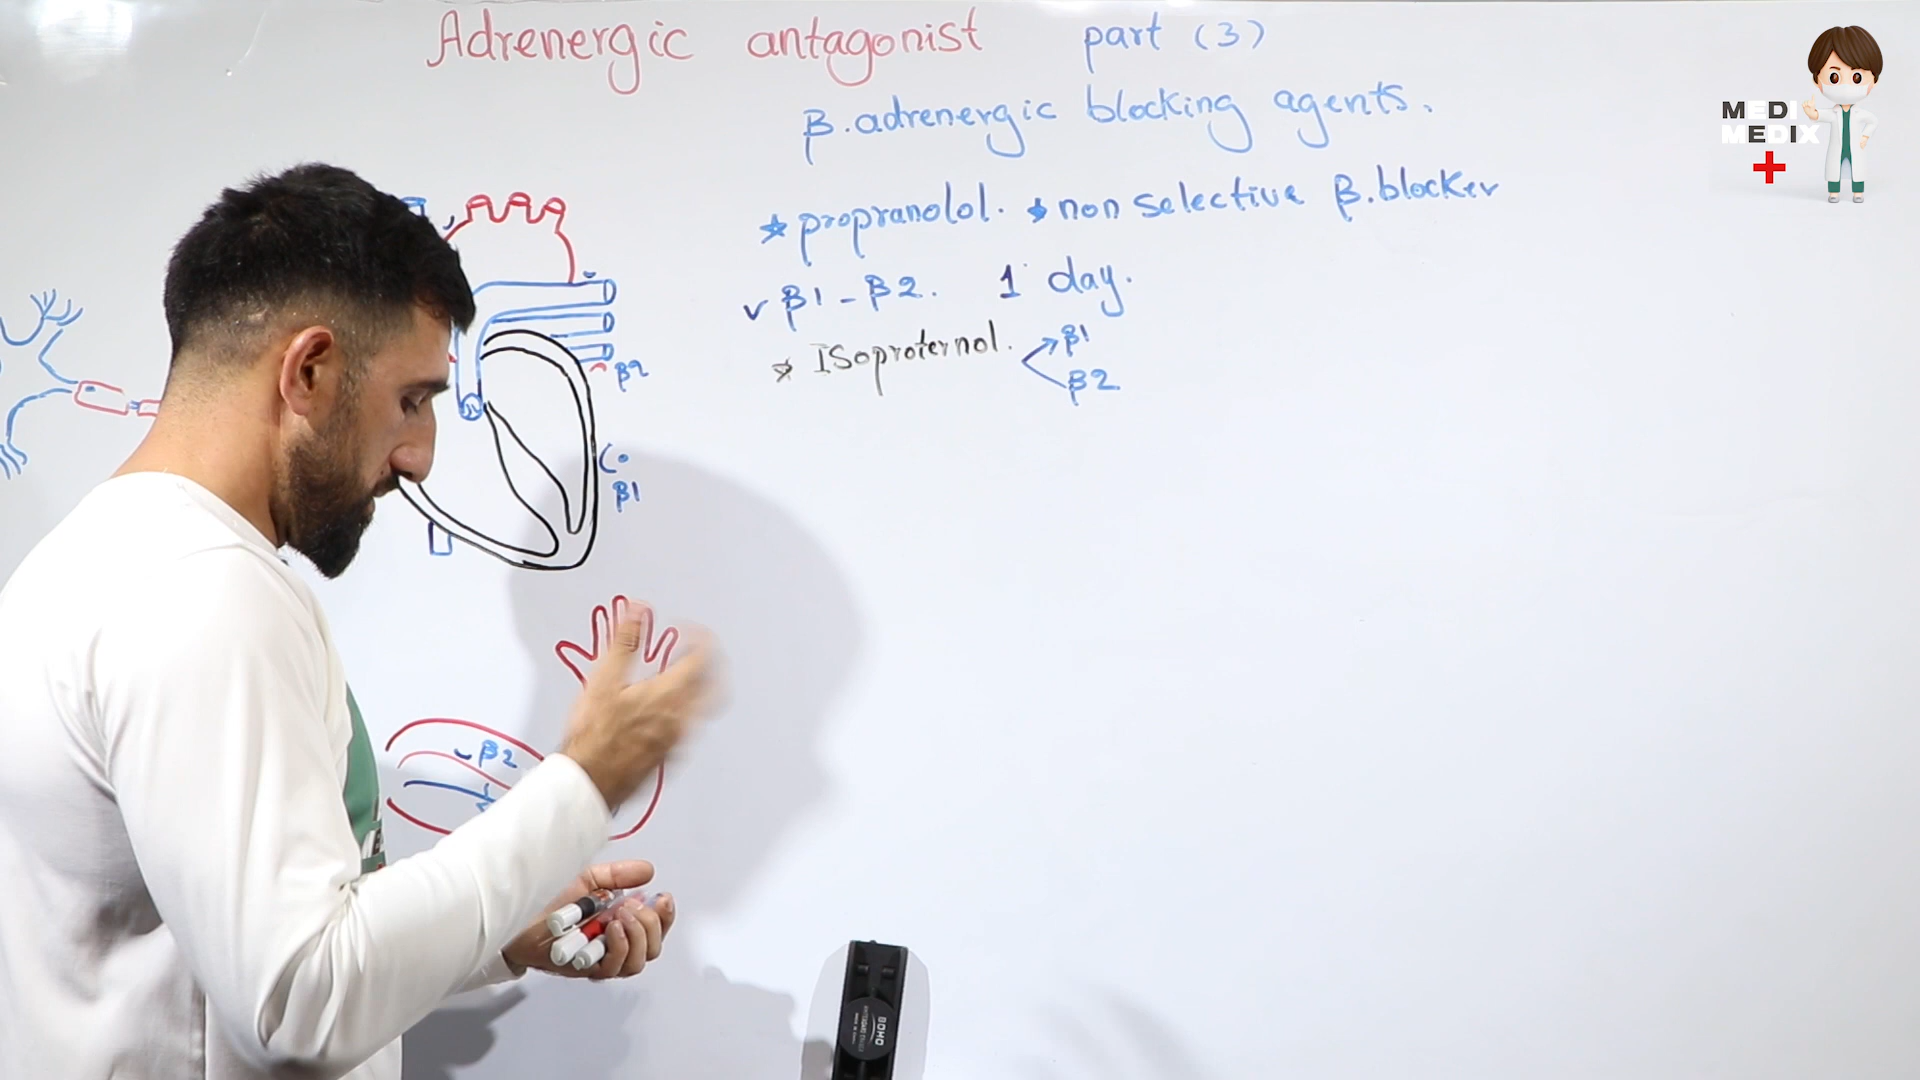 Adrenergic antagonist part (3)
β.adrenergic blocking agents.
* propranolol. * non selective β.blocker
✓ β1 - β2. 1 day.
* ISoproternol. β1
β2
β2
β1
β2
MEDI
MEDIX
BOHO